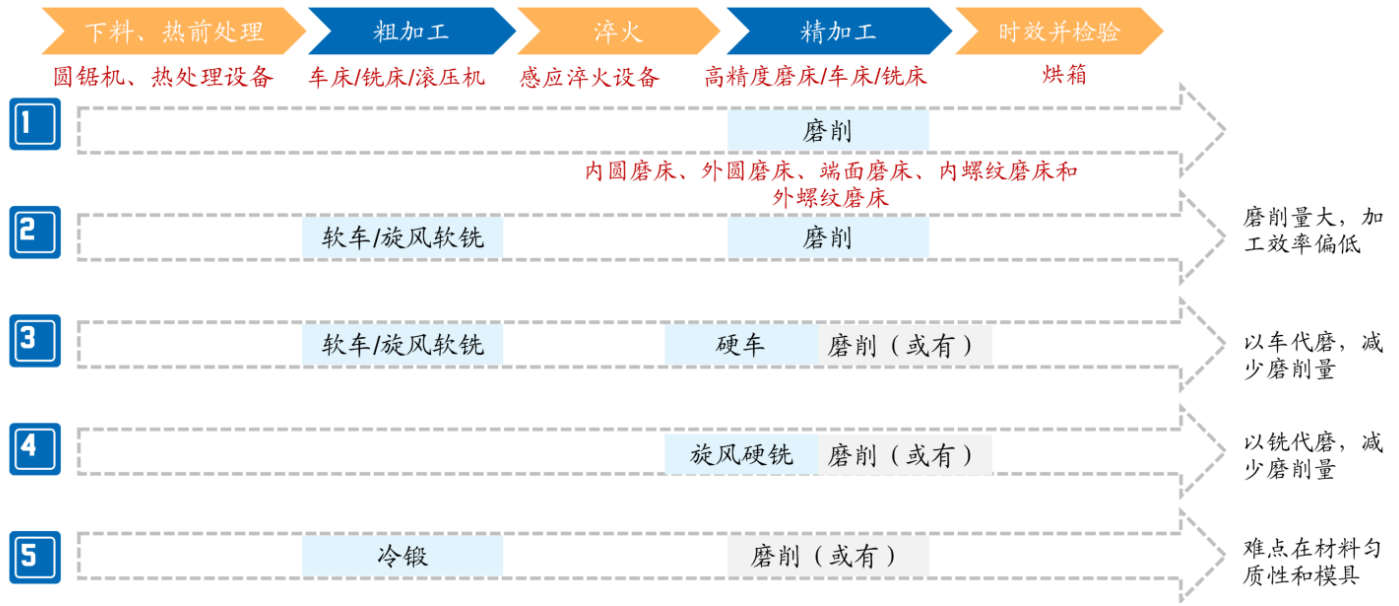 下料、热前处理
粗加工
淬火
精加工
时效并检验
圆锯机、热处理设备
车床/铣床/滚压机
感应淬火设备
高精度磨床/车床/铣床
烘箱
1
磨削
内圆磨床、外圆磨床、端面磨床、内螺纹磨床和
外螺纹磨床
2
软车/旋风软铣
磨削
磨削量大，加
工效率偏低
3
软车/旋风软铣
硬车
磨削（或有）
以车代磨，减
少磨削量
4
旋风硬铣
磨削（或有）
以铣代磨，减
少磨削量
5
冷锻
磨削（或有）
难点在材料匀
质性和模具